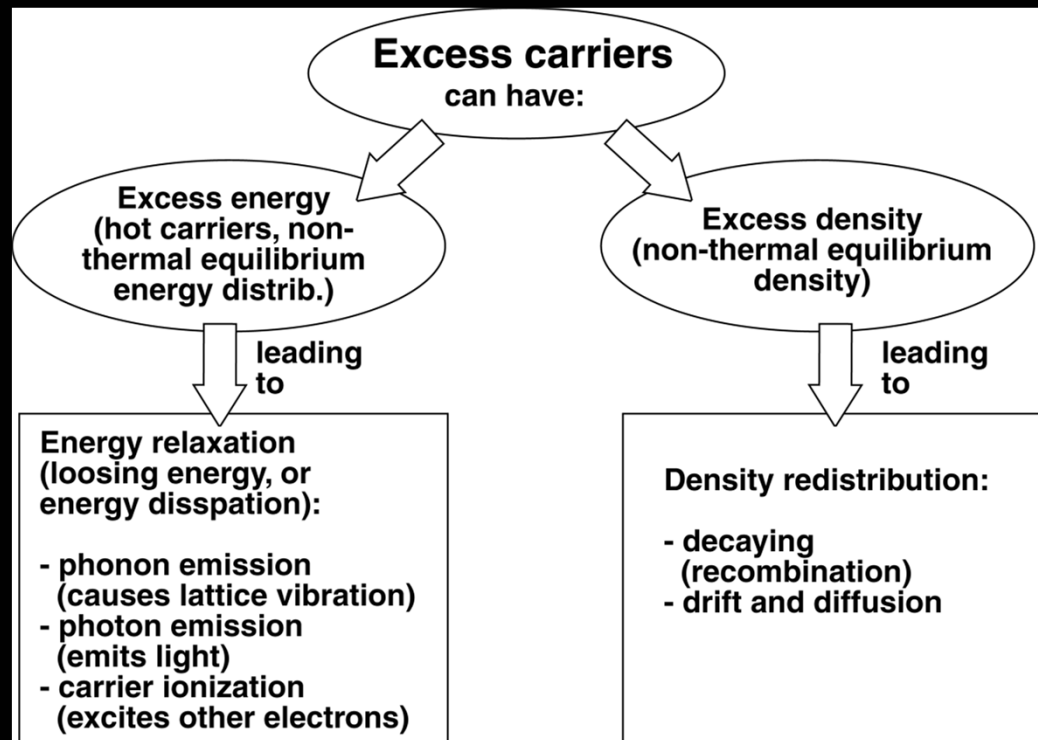 Excess carriers
can have:
Excess energy
(hot carriers, non-
thermal equilibrium
energy distrib.)
Excess density
(non-thermal equilibrium
density)
leading
to
leading
to
Energy relaxation
(loosing energy, or
energy disspation):
- phonon emission
(causes lattice vibration)
- photon emission
(emits light)
- carrier ionization
(excites other electrons)
Density redistribution:
- decaying
(recombination)
- drift and diffusion